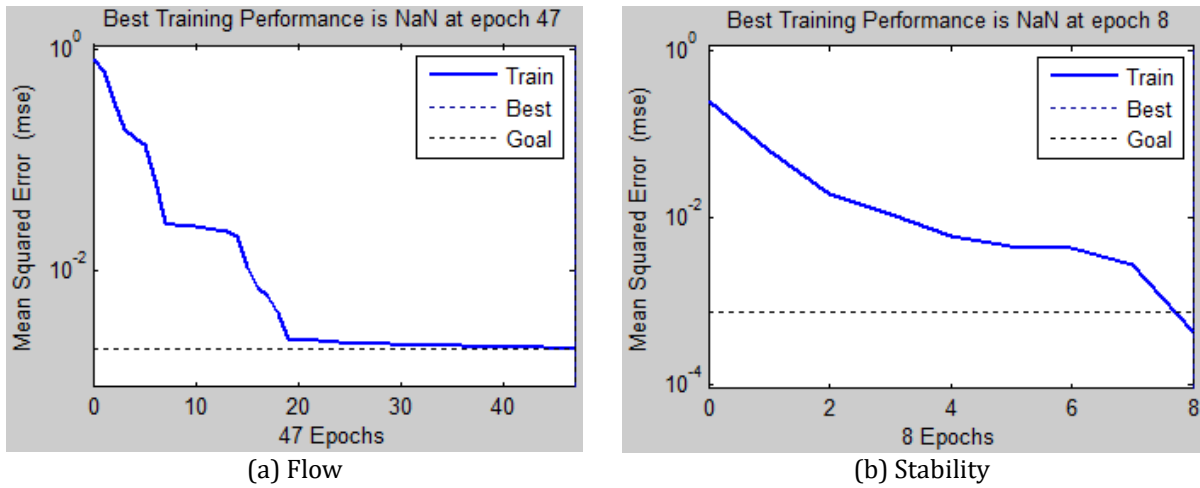 Best Training Performance is NaN at epoch 47
Mean Squared Error (mse)
10^0
10^-2
Train
Best
Goal
0 10 20 30 40
47 Epochs
(a) Flow
Best Training Performance is NaN at epoch 8
Mean Squared Error (mse)
10^0
10^-2
10^-4
Train
Best
Goal
0 2 4 6 8
8 Epochs
(b) Stability